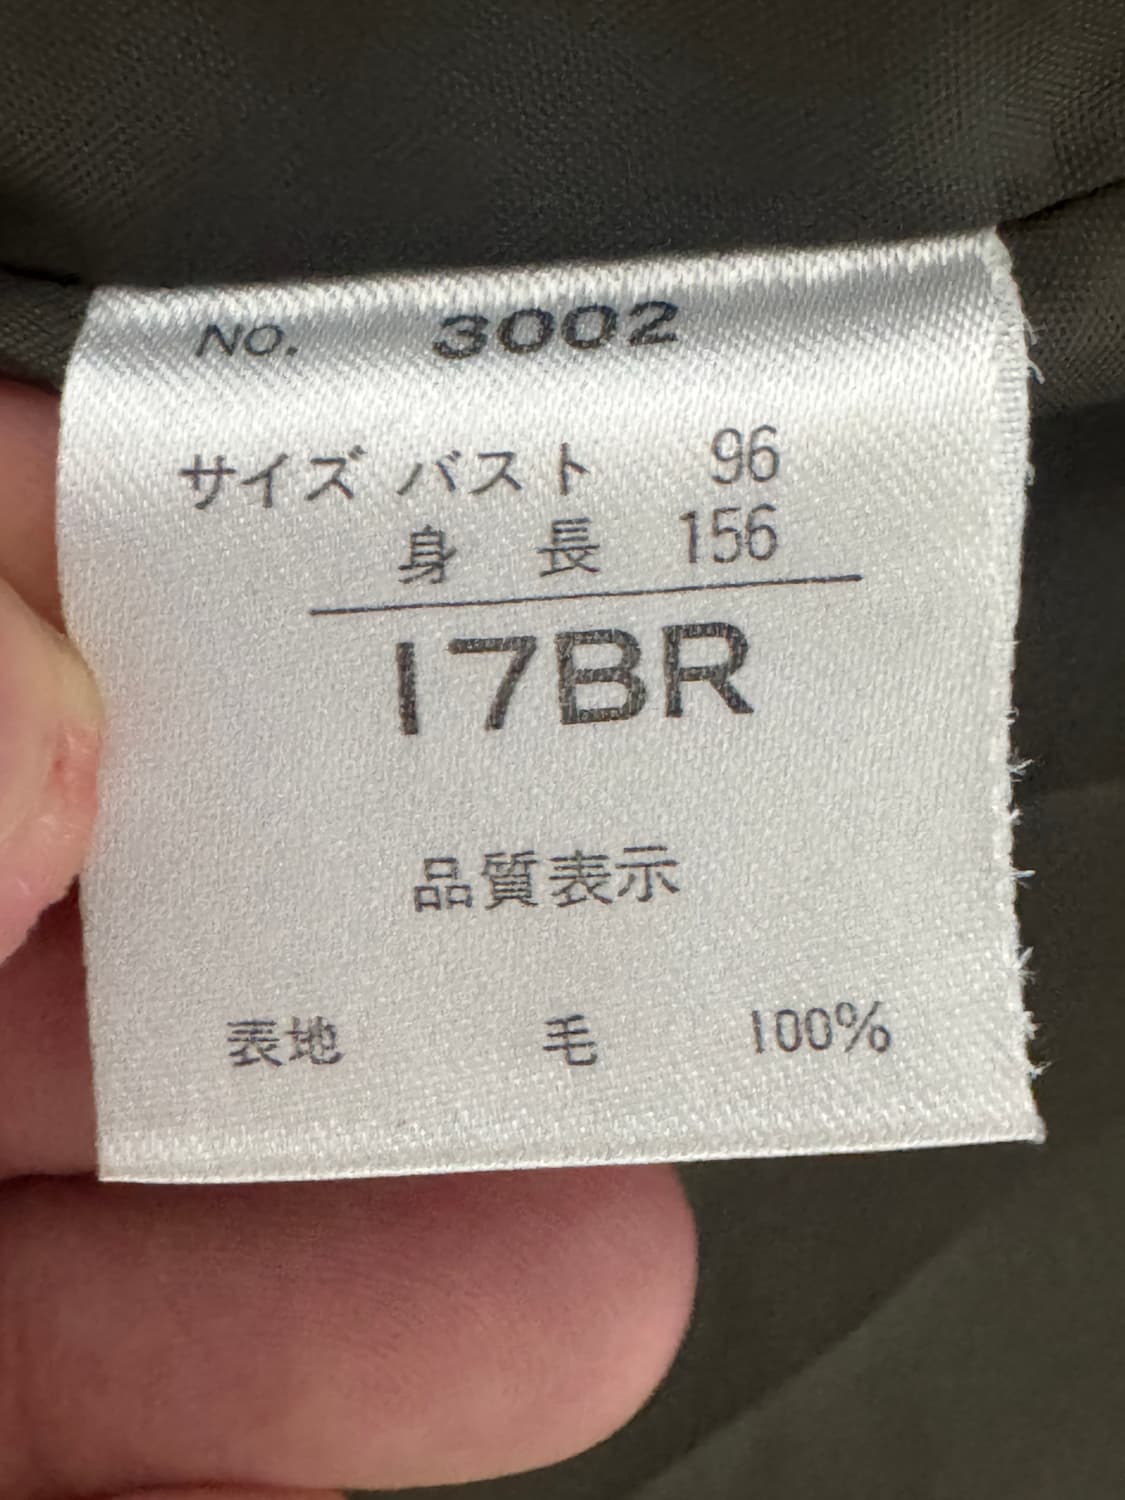 NO. 3002
サイズ バスト 96
身長 156
17BR
品質表示
表地 毛 100%